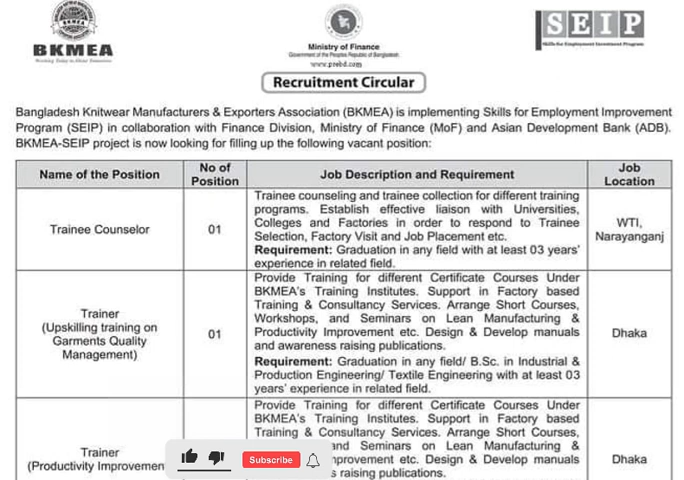 BKMEA
Ministry of Finance
Government of the Peoples Republic of Bangladesh
www.prebd.com
SEIP
Skills for Employment Investment Program
Recruitment Circular
Bangladesh Knitwear Manufacturers & Exporters Association (BKMEA) is implementing Skills for Employment Improvement
Program (SEIP) in collaboration with Finance Division, Ministry of Finance (MoF) and Asian Development Bank (ADB).
BKMEA-SEIP project is now looking for filling up the following vacant position:
Name of the Position
No of
Position
Job Description and Requirement
Job
Location
Trainee Counselor
01
Trainee counseling and trainee collection for different training
programs. Establish effective liaison with Universities,
Colleges and Factories in order to respond to Trainee
Selection, Factory Visit and Job Placement etc.
Requirement: Graduation in any field with at least 03 years'
experience in related field.
WTI,
Narayanganj
Trainer
(Upskilling training on
Garments Quality
Management)
01
Provide Training for different Certificate Courses Under
BKMEA's Training Institutes. Support in Factory based
Training & Consultancy Services. Arrange Short Courses,
Workshops, and Seminars on Lean Manufacturing &
Productivity Improvement etc. Design & Develop manuals
and awareness raising publications.
Requirement: Graduation in any field/ B.Sc. in Industrial &
Production Engineering/ Textile Engineering with at least 03
years' experience in related field.
Dhaka
Trainer
(Productivity Improvemen
Provide Training for different Certificate Courses Under
BKMEA's Training Institutes. Support in Factory based
Training & Consultancy Services. Arrange Short Courses,
and Seminars on Lean Manufacturing &
mprovement etc. Design & Develop manuals
s raising publications.
Dhaka
Subscribe